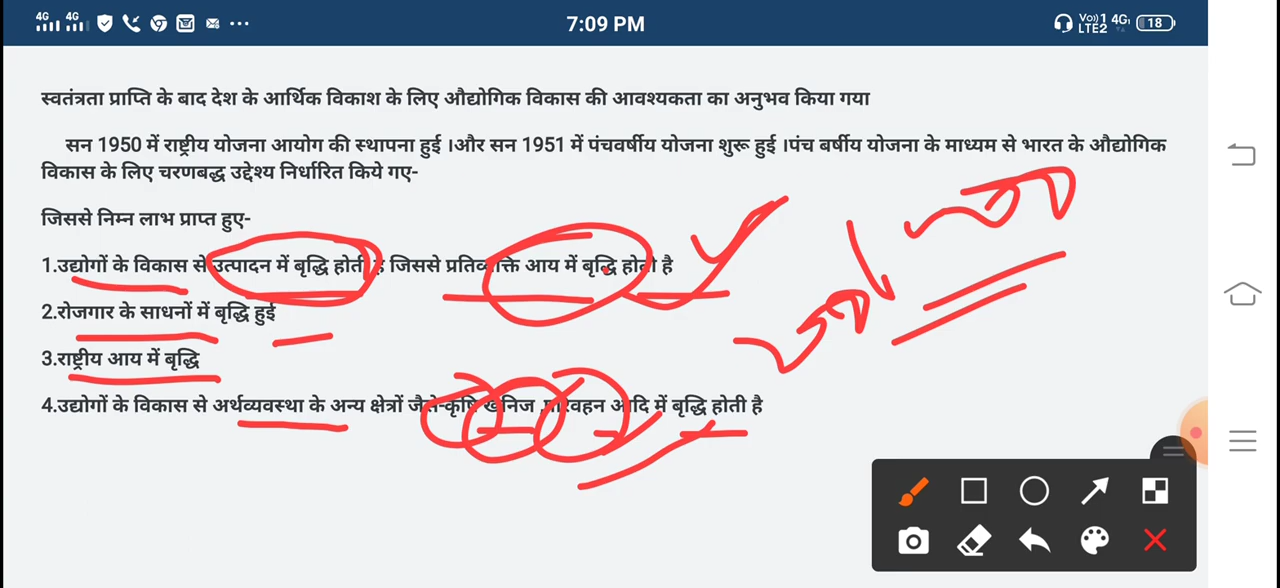 4G 4G 7:09 PM Vo) 1 4G LTE2 18
स्वतंत्रता प्राप्ति के बाद देश के आर्थिक विकाश के लिए औद्योगिक विकास की आवश्यकता का अनुभव किया गया
सन 1950 में राष्ट्रीय योजना आयोग की स्थापना हुई ।और सन 1951 में पंचवर्षीय योजना शुरू हुई ।पंच बर्षीय योजना के माध्यम से भारत के औद्योगिक
विकास के लिए चरणबद्ध उद्देश्य निर्धारित किये गए-
जिससे निम्न लाभ प्राप्त हुए-
1.उद्योगों के विकास से उत्पादन में बृद्धि होती है जिससे प्रतिव्यक्ति आय में बृद्धि होती है
2.रोजगार के साधनों में बृद्धि हुई
3.राष्ट्रीय आय में बृद्धि
4.उद्योगों के विकास से अर्थव्यवस्था के अन्य क्षेत्रों जैसे-कृषि खनिज ,परिवहन आदि में बृद्धि होती है